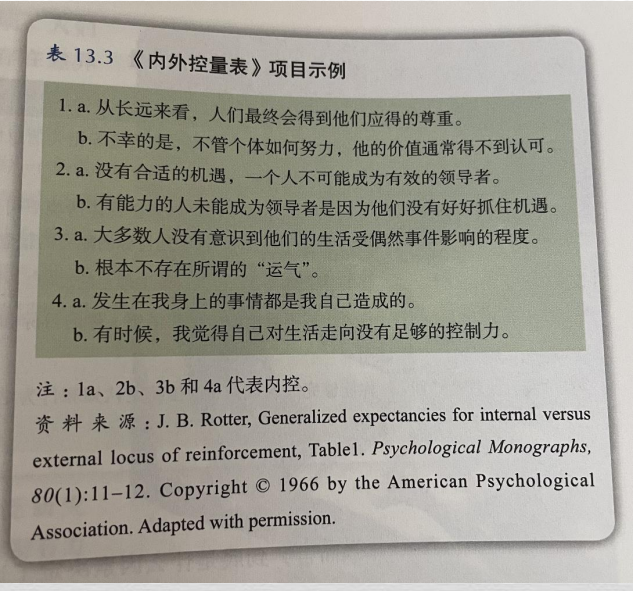 表 13.3 《内外控量表》项目示例
1. a. 从长远来看，人们最终会得到他们应得的尊重。
b. 不幸的是，不管个体如何努力，他的价值通常得不到认可。
2. a. 没有合适的机遇，一个人不可能成为有效的领导者。
b. 有能力的人未能成为领导者是因为他们没有好好抓住机遇。
3. a. 大多数人没有意识到他们的生活受偶然事件影响的程度。
b. 根本不存在所谓的“运气”。
4. a. 发生在我身上的事情都是我自己造成的。
b. 有时候，我觉得自己对生活走向没有足够的控制力。
注：1a、2b、3b 和 4a 代表内控。
资料来源：J. B. Rotter, Generalized expectancies for internal versus
external locus of reinforcement, Table1. Psychological Monographs,
80(1):11–12. Copyright © 1966 by the American Psychological
Association. Adapted with permission.